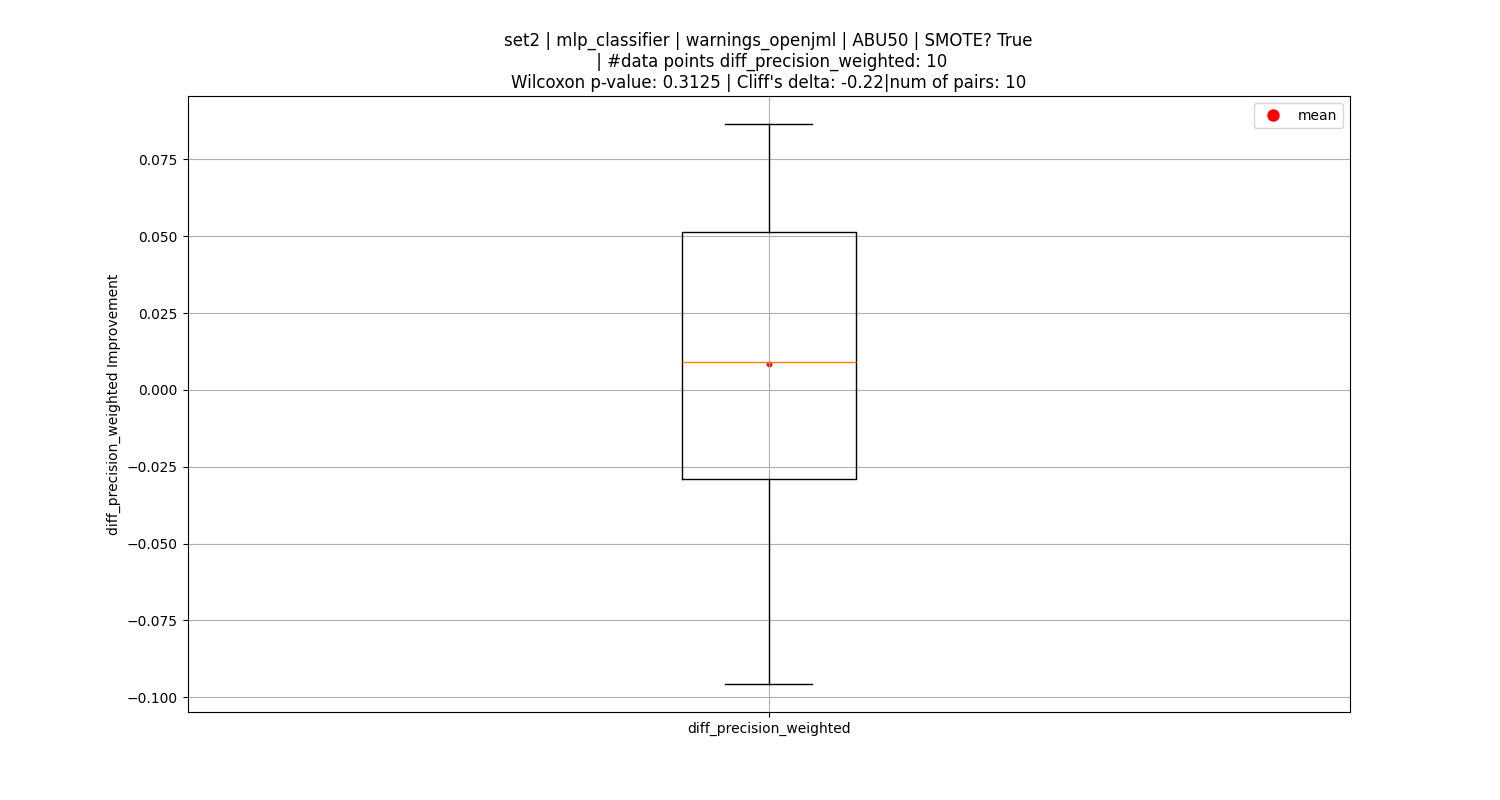 set2 | mlp_classifier | warnings_openjml | ABU50 | SMOTE? True
| #data points diff_precision_weighted: 10
Wilcoxon p-value: 0.3125 | Cliff's delta: -0.22|num of pairs: 10
mean
0.075
0.050
0.025
0.000
−0.025
−0.050
−0.075
−0.100
diff_precision_weighted Improvement
diff_precision_weighted